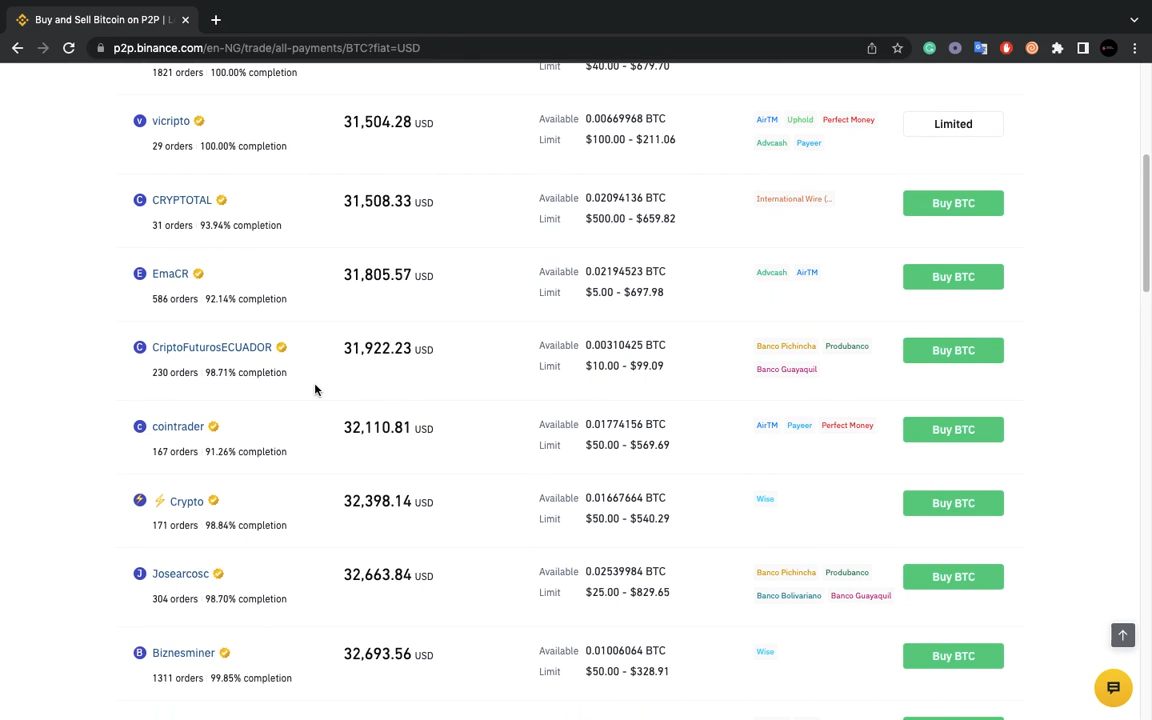 Buy and Sell Bitcoin on P2P | L
p2p.binance.com/en-NG/trade/all-payments/BTC?fiat=USD
1821 orders 100.00% completion
Limit $40.00 - $679.70
vicripto 31,504.28 USD Available 0.00669968 BTC AirTM Uphold Perfect Money Limited
29 orders 100.00% completion Limit $100.00 - $211.06 Advcash Payeer
C CRYPTOTAL 31,508.33 USD Available 0.02094136 BTC International Wire (... Buy BTC
31 orders 93.94% completion Limit $500.00 - $659.82
E EmaCR 31,805.57 USD Available 0.02194523 BTC Advcash AirTM Buy BTC
586 orders 92.14% completion Limit $5.00 - $697.98
C CriptoFuturosECUADOR 31,922.23 USD Available 0.00310425 BTC Banco Pichincha Produbanco Buy BTC
230 orders 98.71% completion Limit $10.00 - $99.09 Banco Guayaquil
c cointrader 32,110.81 USD Available 0.01774156 BTC AirTM Payeer Perfect Money Buy BTC
167 orders 91.26% completion Limit $50.00 - $569.69
⚡ Crypto 32,398.14 USD Available 0.01667664 BTC Wise Buy BTC
171 orders 98.84% completion Limit $50.00 - $540.29
J Josearcosc 32,663.84 USD Available 0.02539984 BTC Banco Pichincha Produbanco Buy BTC
304 orders 98.70% completion Limit $25.00 - $829.65 Banco Bolivariano Banco Guayaquil
B Biznesminer 32,693.56 USD Available 0.01006064 BTC Wise Buy BTC
1311 orders 99.85% completion Limit $50.00 - $328.91